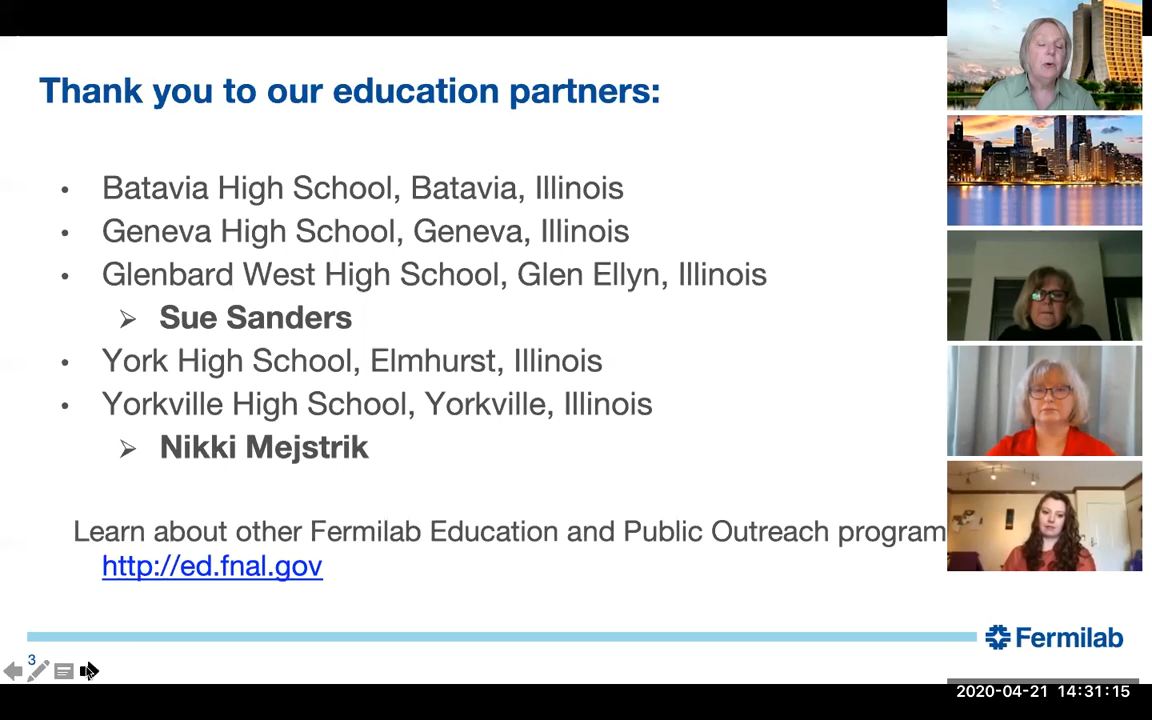 Thank you to our education partners:
• Batavia High School, Batavia, Illinois
• Geneva High School, Geneva, Illinois
• Glenbard West High School, Glen Ellyn, Illinois
➢ Sue Sanders
• York High School, Elmhurst, Illinois
• Yorkville High School, Yorkville, Illinois
➢ Nikki Mejstrik
Learn about other Fermilab Education and Public Outreach program
http://ed.fnal.gov
Fermilab
3
2020-04-21 14:31:15